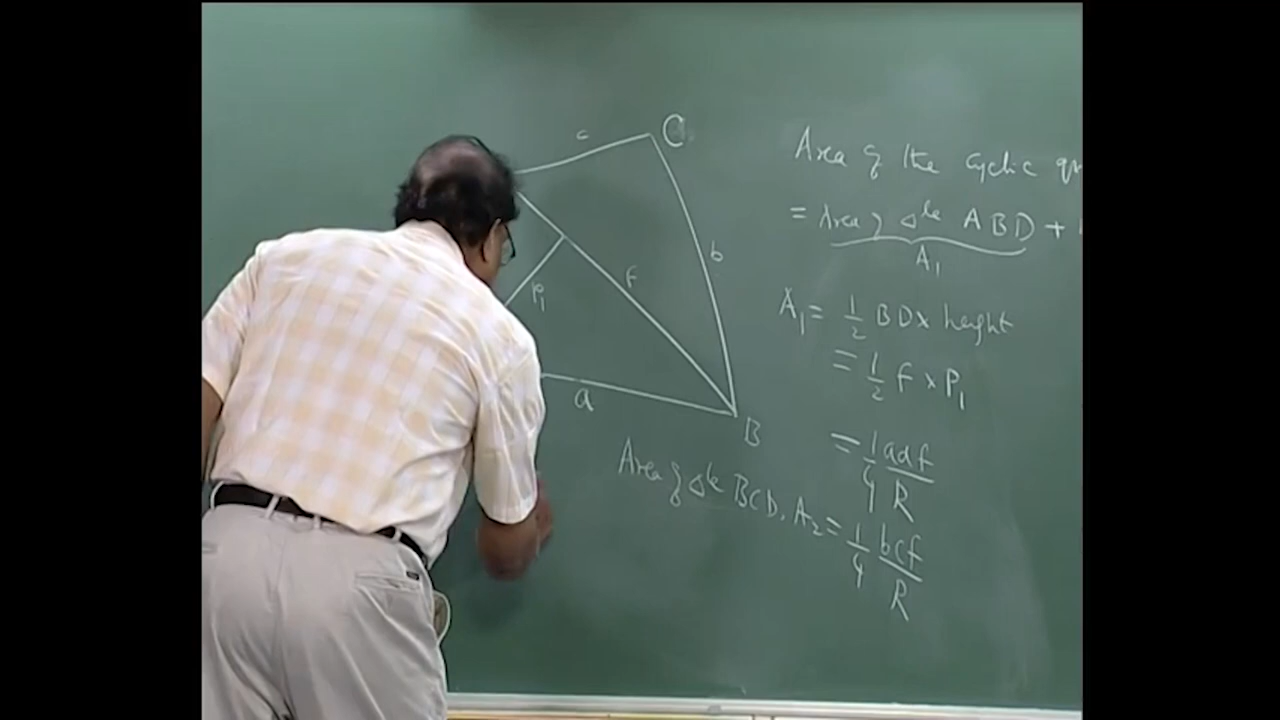 c
C
b
f
P₁
a
B
Area of the cyclic qu
= Area of Δle ABD +
A₁
A₁ = 1/2 BD x height
= 1/2 f x P₁
= 1/4 adf/R
Area of Δle BCD, A₂ = 1/4 bcf/R